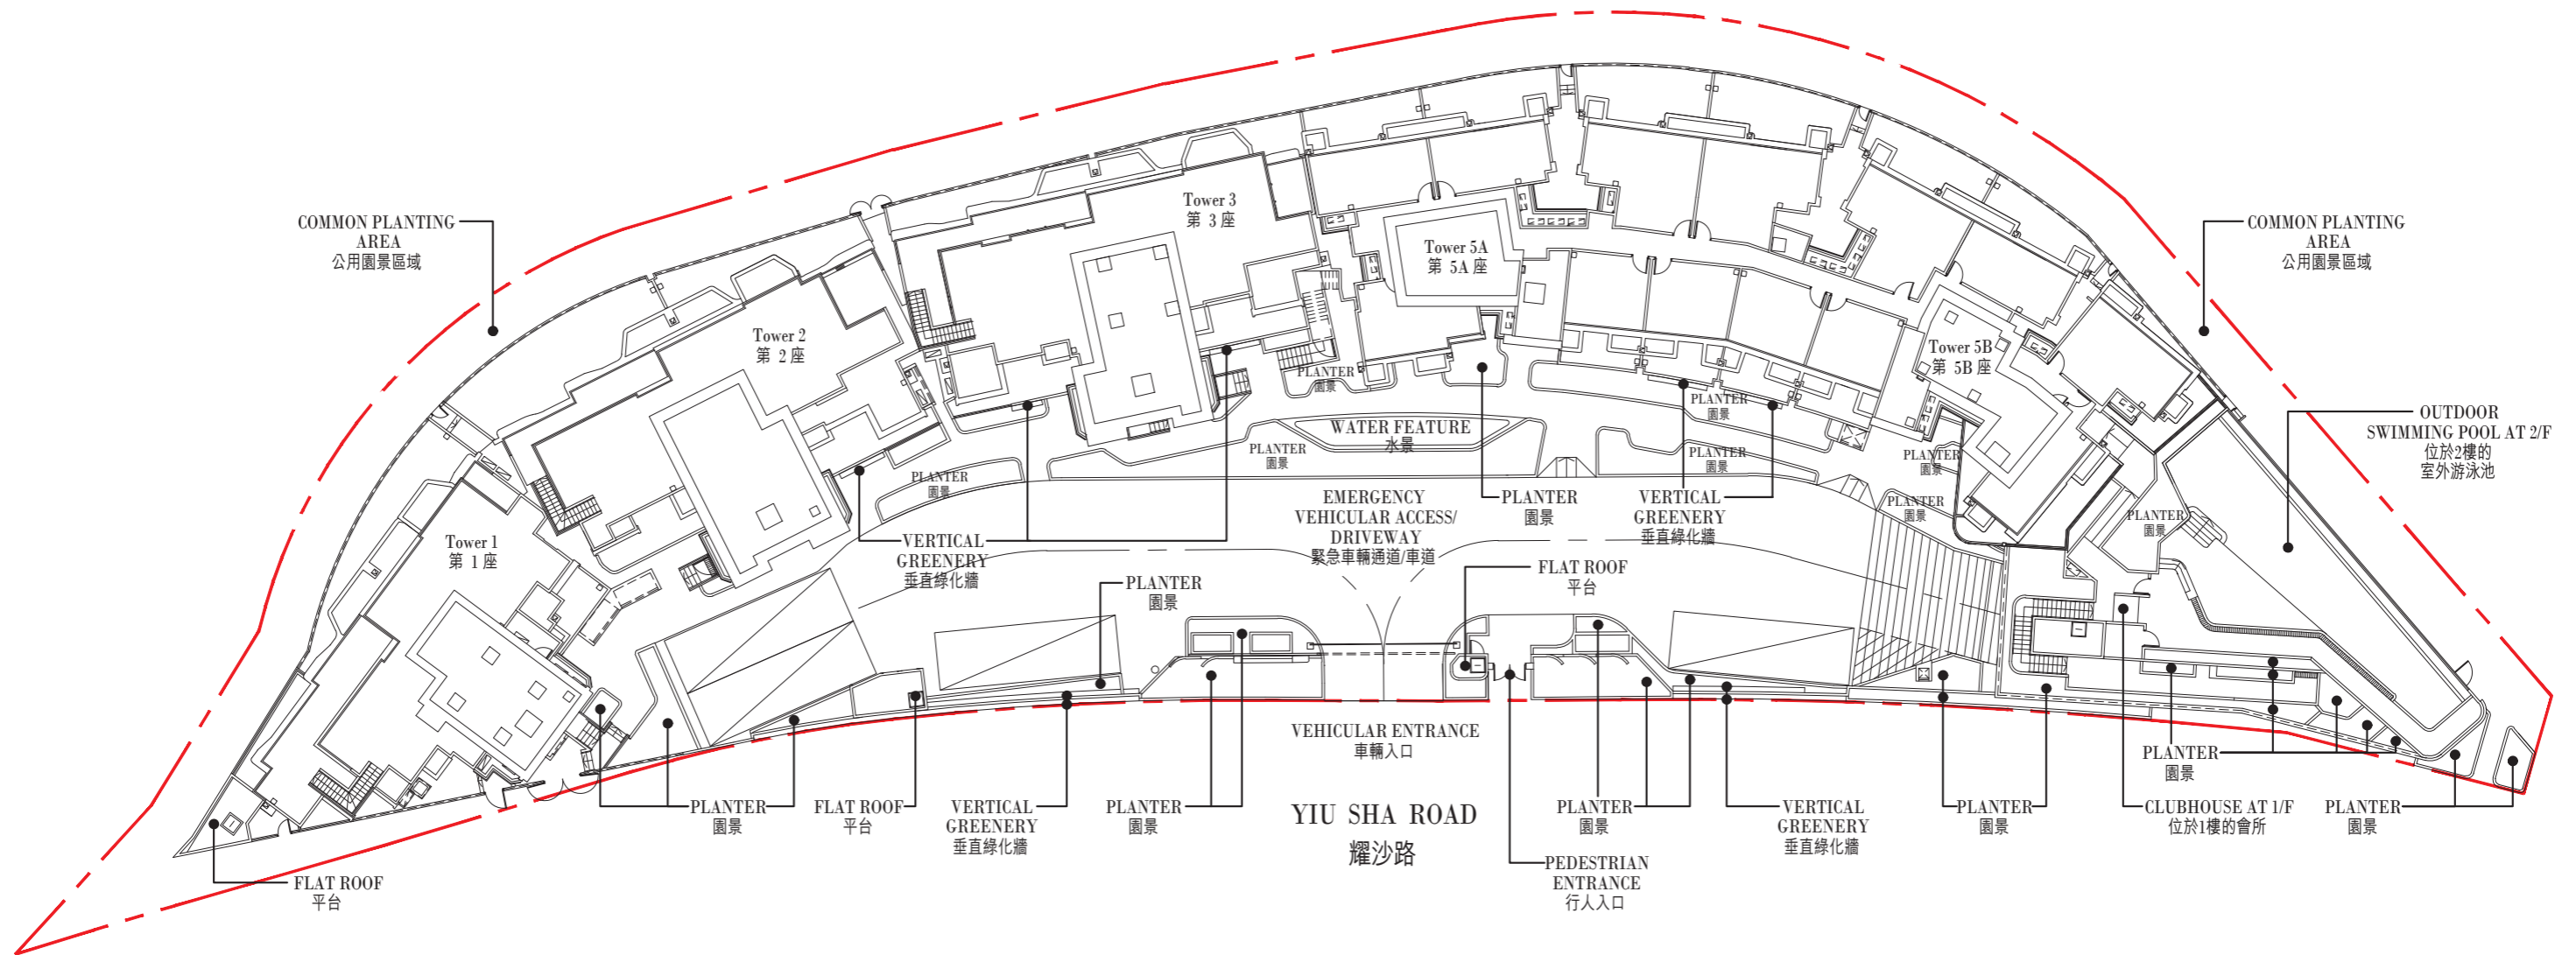 Tower 3
第 3 座
COMMON PLANTING
AREA
公用園景區域
COMMON PLANTING
AREA
公用園景區域
Tower 5A
第 5A 座
Tower 2
第 2 座
Tower 5B
第 5B 座
PLANTER
園景
PLANTER
園景
OUTDOOR
SWIMMING POOL AT 2/F
位於2樓的
室外游泳池
WATER FEATURE
水景
PLANTER
園景
PLANTER
園景
PLANTER
園景
PLANTER
園景
PLANTER
園景
PLANTER
園景
Tower 1
第 1 座
VERTICAL
GREENERY
垂直綠化牆
EMERGENCY
VEHICULAR ACCESS/
DRIVEWAY
緊急車輛通道/車道
PLANTER
園景
VERTICAL
GREENERY
垂直綠化牆
PLANTER
園景
FLAT ROOF
平台
VEHICULAR ENTRANCE
車輛入口
PLANTER
園景
PLANTER
園景
FLAT ROOF
平台
VERTICAL
GREENERY
垂直綠化牆
PLANTER
園景
YIU SHA ROAD
耀沙路
PLANTER
園景
VERTICAL
GREENERY
垂直綠化牆
PLANTER
園景
CLUBHOUSE AT 1/F
位於1樓的會所
PLANTER
園景
PEDESTRIAN
ENTRANCE
行人入口
FLAT ROOF
平台